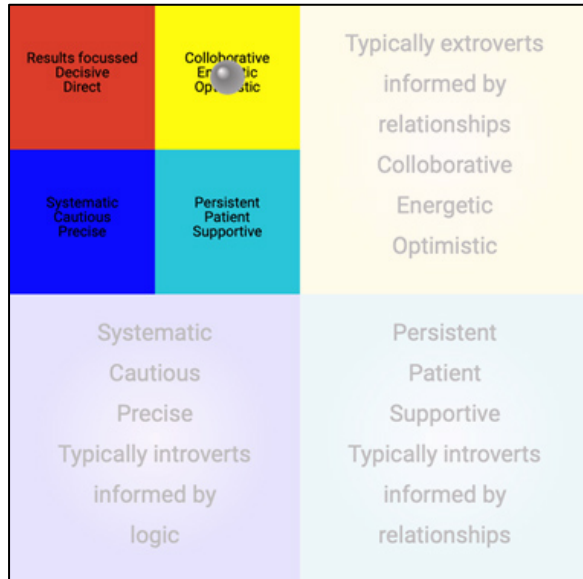 Results focussed
Decisive
Direct
Colloborative
Optimistic
Systematic
Cautious
Precise
Persistent
Patient
Supportive
Typically extroverts
informed by
relationships
Colloborative
Energetic
Optimistic
Systematic
Cautious
Precise
Typically introverts
informed by
logic
Persistent
Patient
Supportive
Typically introverts
informed by
relationships